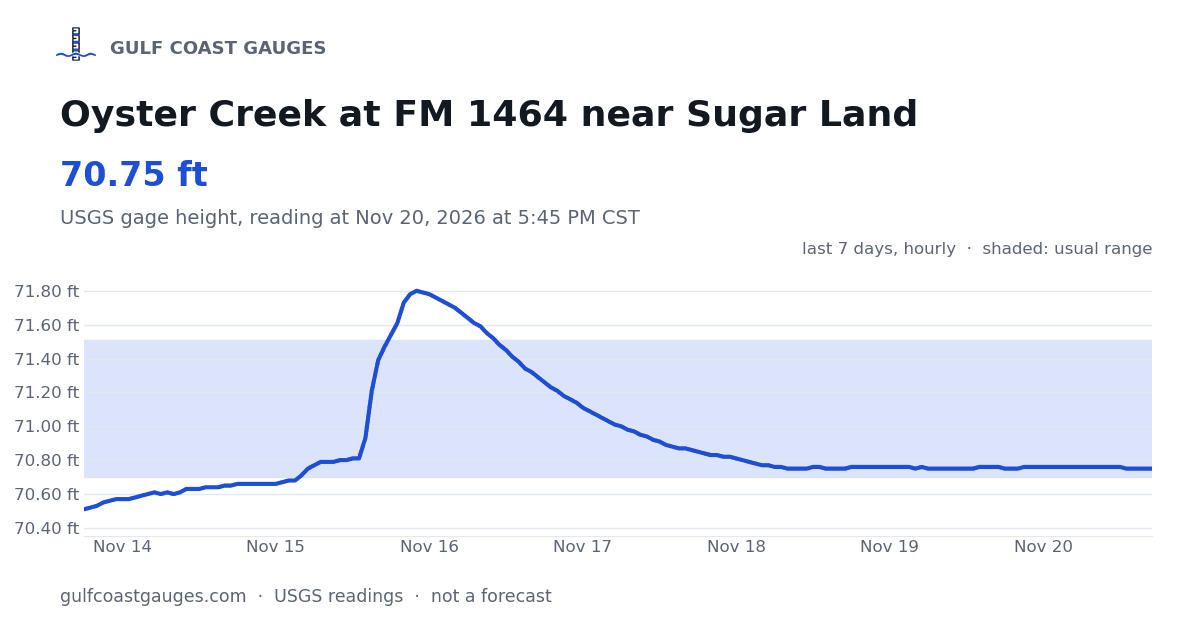 GULF COAST GAUGES
Oyster Creek at FM 1464 near Sugar Land
70.75 ft
USGS gage height, reading at Nov 20, 2026 at 5:45 PM CST
last 7 days, hourly · shaded: usual range
71.80 ft
71.60 ft
71.40 ft
71.20 ft
71.00 ft
70.80 ft
70.60 ft
70.40 ft
Nov 14 Nov 15 Nov 16 Nov 17 Nov 18 Nov 19 Nov 20
gulfcoastgauges.com · USGS readings · not a forecast